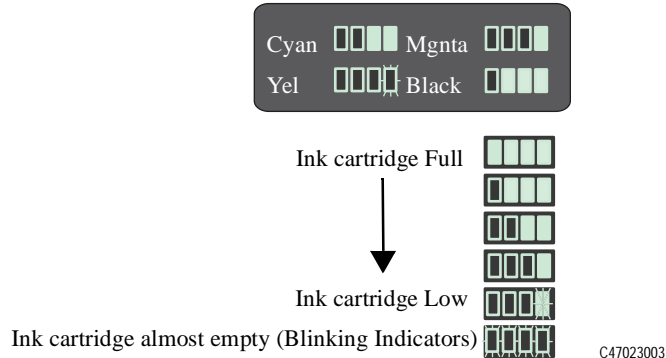 Cyan Mgnta
Yel Black
Ink cartridge Full
Ink cartridge Low
Ink cartridge almost empty (Blinking Indicators)
C47023003